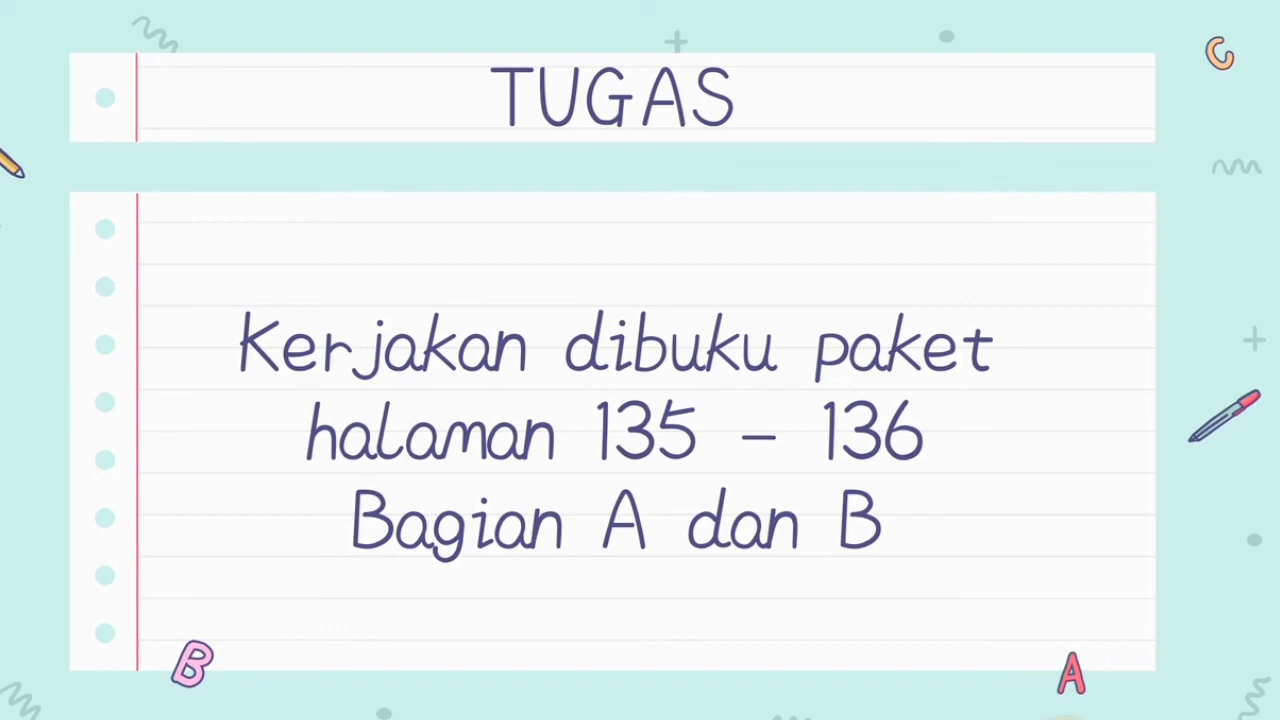 TUGAS
Kerjakan dibuku paket
halaman 135 - 136
Bagian A dan B
C
B
A